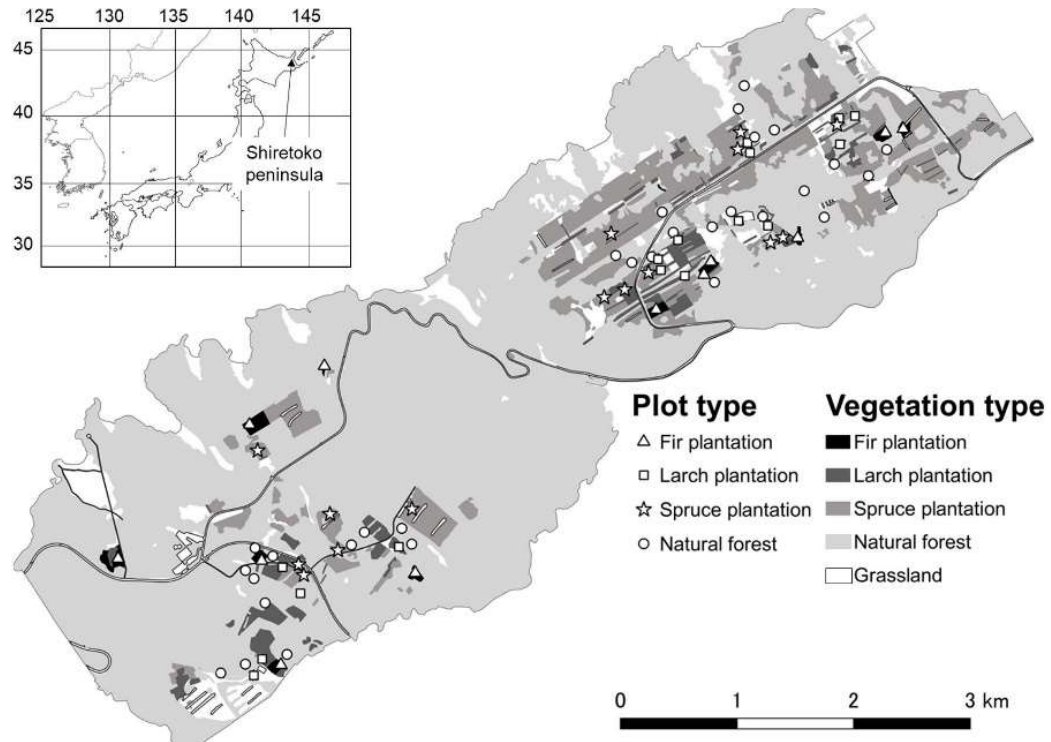 125 130 135 140 145
45
40
35
30
Shiretoko
peninsula
Plot type
Fir plantation
Larch plantation
Spruce plantation
Natural forest
Vegetation type
Fir plantation
Larch plantation
Spruce plantation
Natural forest
Grassland
0 1 2 3 km